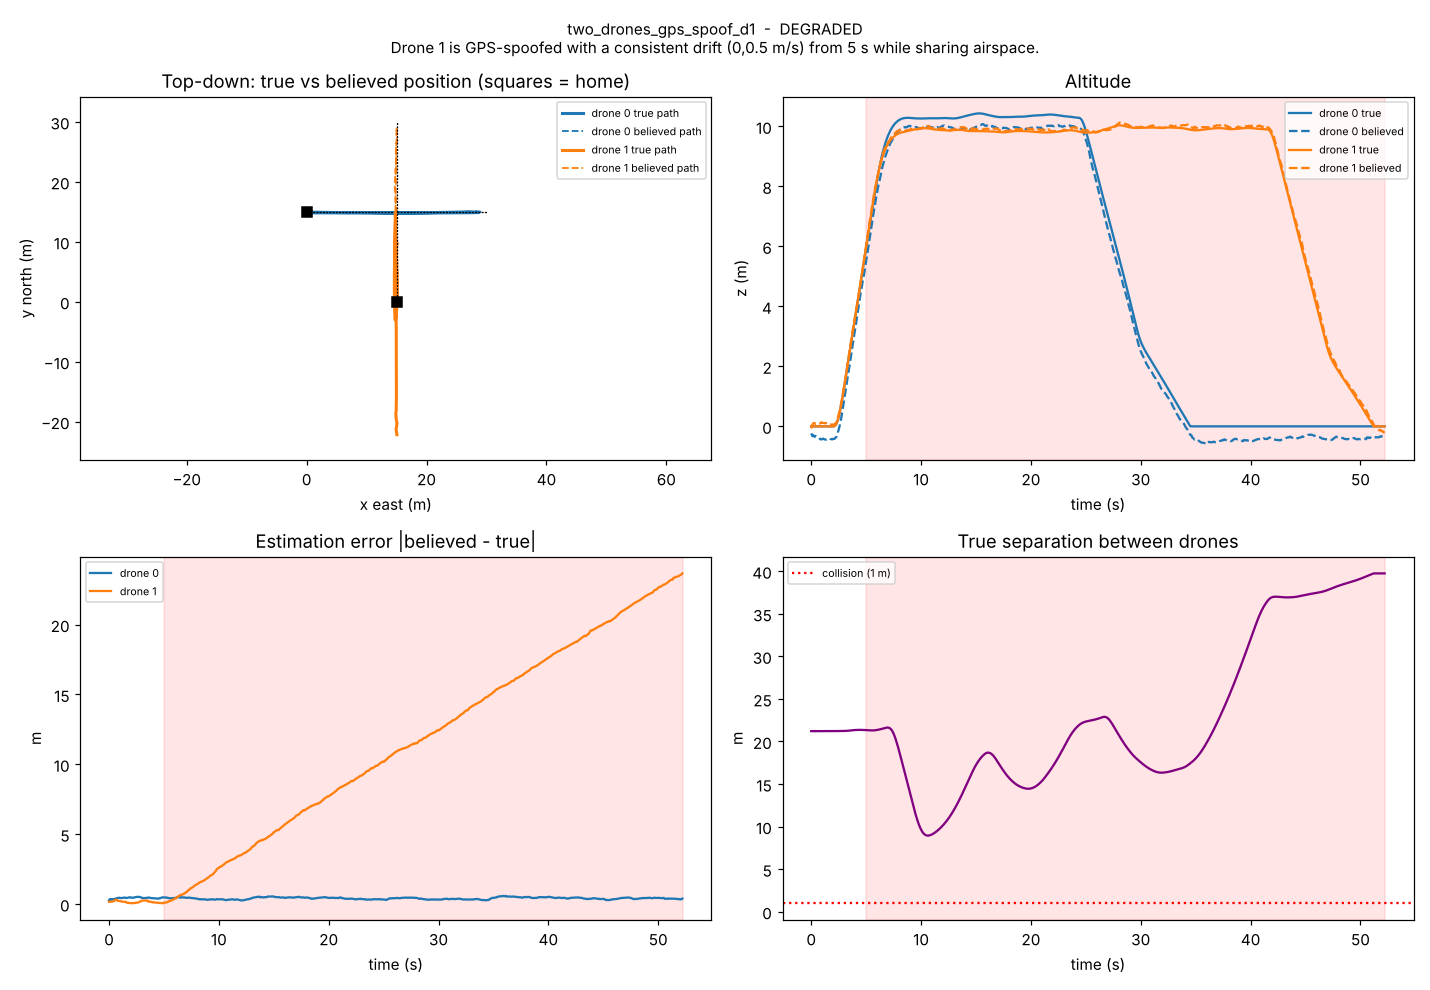 two_drones_gps_spoof_d1 - DEGRADED
Drone 1 is GPS-spoofed with a consistent drift (0,0.5 m/s) from 5 s while sharing airspace.
Top-down: true vs believed position (squares = home)
drone 0 true path
drone 0 believed path
drone 1 true path
drone 1 believed path
30
20
10
0
−10
−20
y north (m)
−20
0
20
40
60
x east (m)
Altitude
drone 0 true
drone 0 believed
drone 1 true
drone 1 believed
10
8
6
4
2
0
z (m)
0
10
20
30
40
50
time (s)
Estimation error |believed - true|
drone 0
drone 1
20
15
10
5
0
m
0
10
20
30
40
50
time (s)
True separation between drones
collision (1 m)
40
35
30
25
20
15
10
5
0
m
0
10
20
30
40
50
time (s)